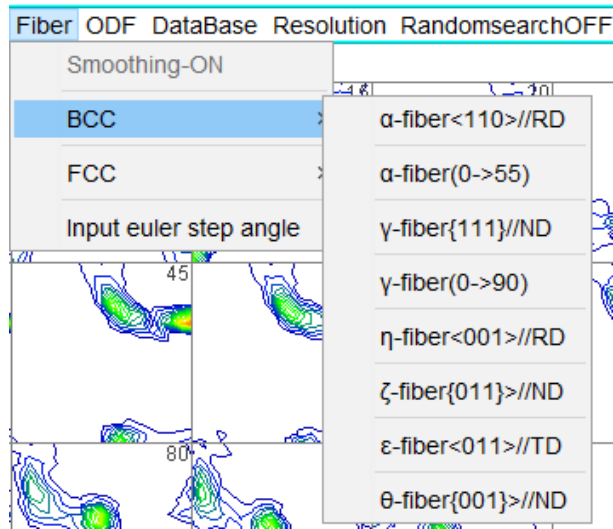 Fiber ODF DataBase Resolution RandomsearchOFF
Smoothing-ON
BCC
FCC
Input euler step angle
α-fiber<110>//RD
α-fiber(0->55)
γ-fiber{111}//ND
γ-fiber(0->90)
η-fiber<001>//RD
ζ-fiber{011}>//ND
ε-fiber<011>//TD
θ-fiber{001}>//ND
45
80